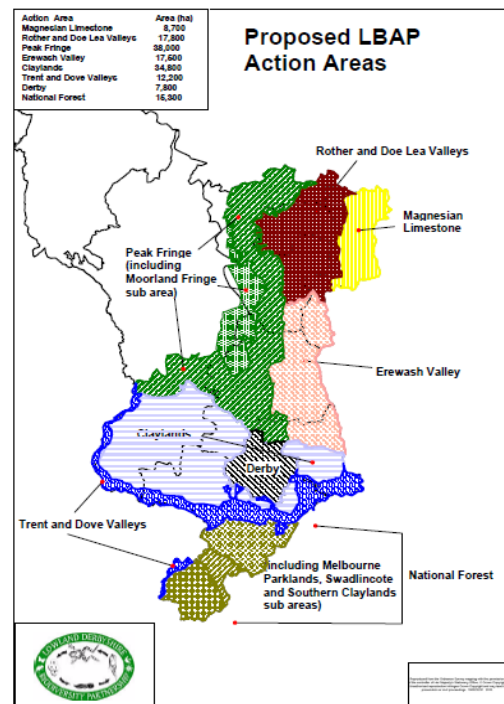 Action Area Area (ha)
Magnesian Limestone 8,700
Rother and Doe Lea Valleys 17,800
Peak Fringe 38,000
Erewash Valley 17,500
Claylands 34,800
Trent and Dove Valleys 12,200
Derby 7,800
National Forest 15,300
Proposed LBAP
Action Areas
Rother and Doe Lea Valleys
Magnesian
Limestone
Peak Fringe
(including
Moorland Fringe
sub area)
Erewash Valley
Claylands
Derby
Trent and Dove Valleys
(including Melbourne
Parklands, Swadlincote
and Southern Claylands
sub areas)
National Forest
LOWLAND DERBYSHIRE
BIODIVERSITY PARTNERSHIP